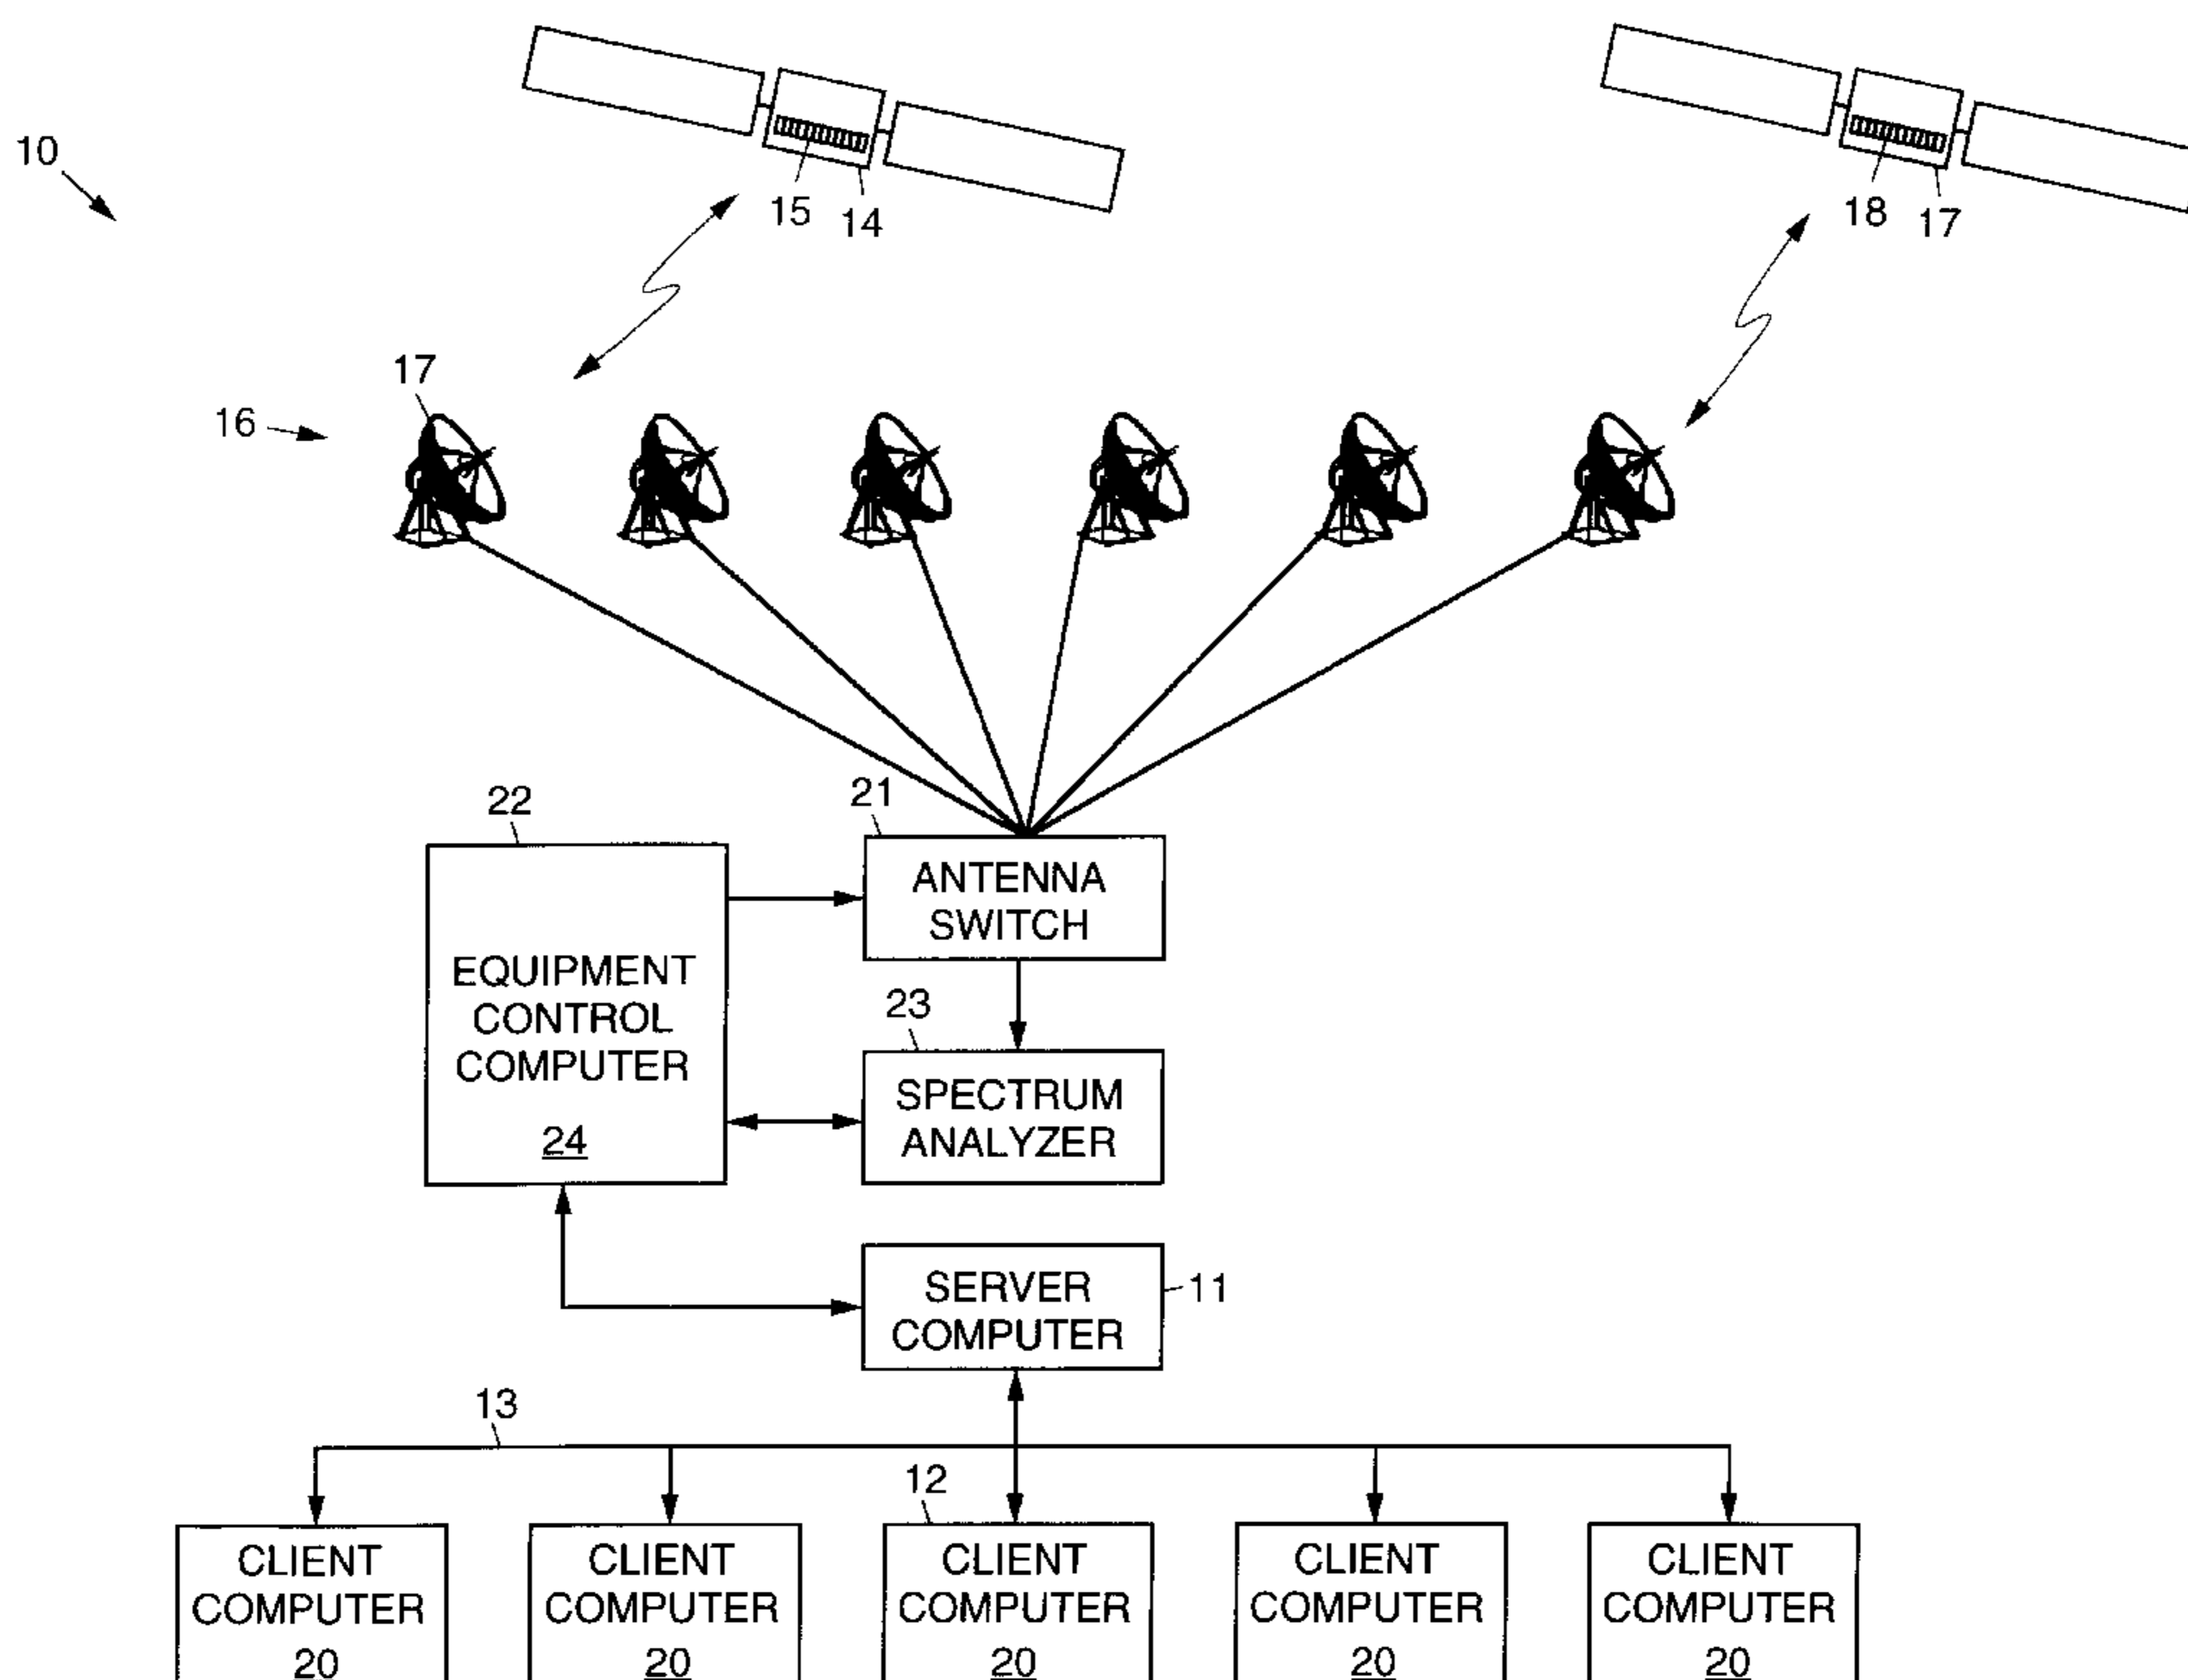 10
15
14
18
17
17
16
22
21
ANTENNA
SWITCH
EQUIPMENT
CONTROL
COMPUTER
24
23
SPECTRUM
ANALYZER
SERVER
COMPUTER
11
13
12
CLIENT
COMPUTER
20
CLIENT
COMPUTER
20
CLIENT
COMPUTER
20
CLIENT
COMPUTER
20
CLIENT
COMPUTER
20